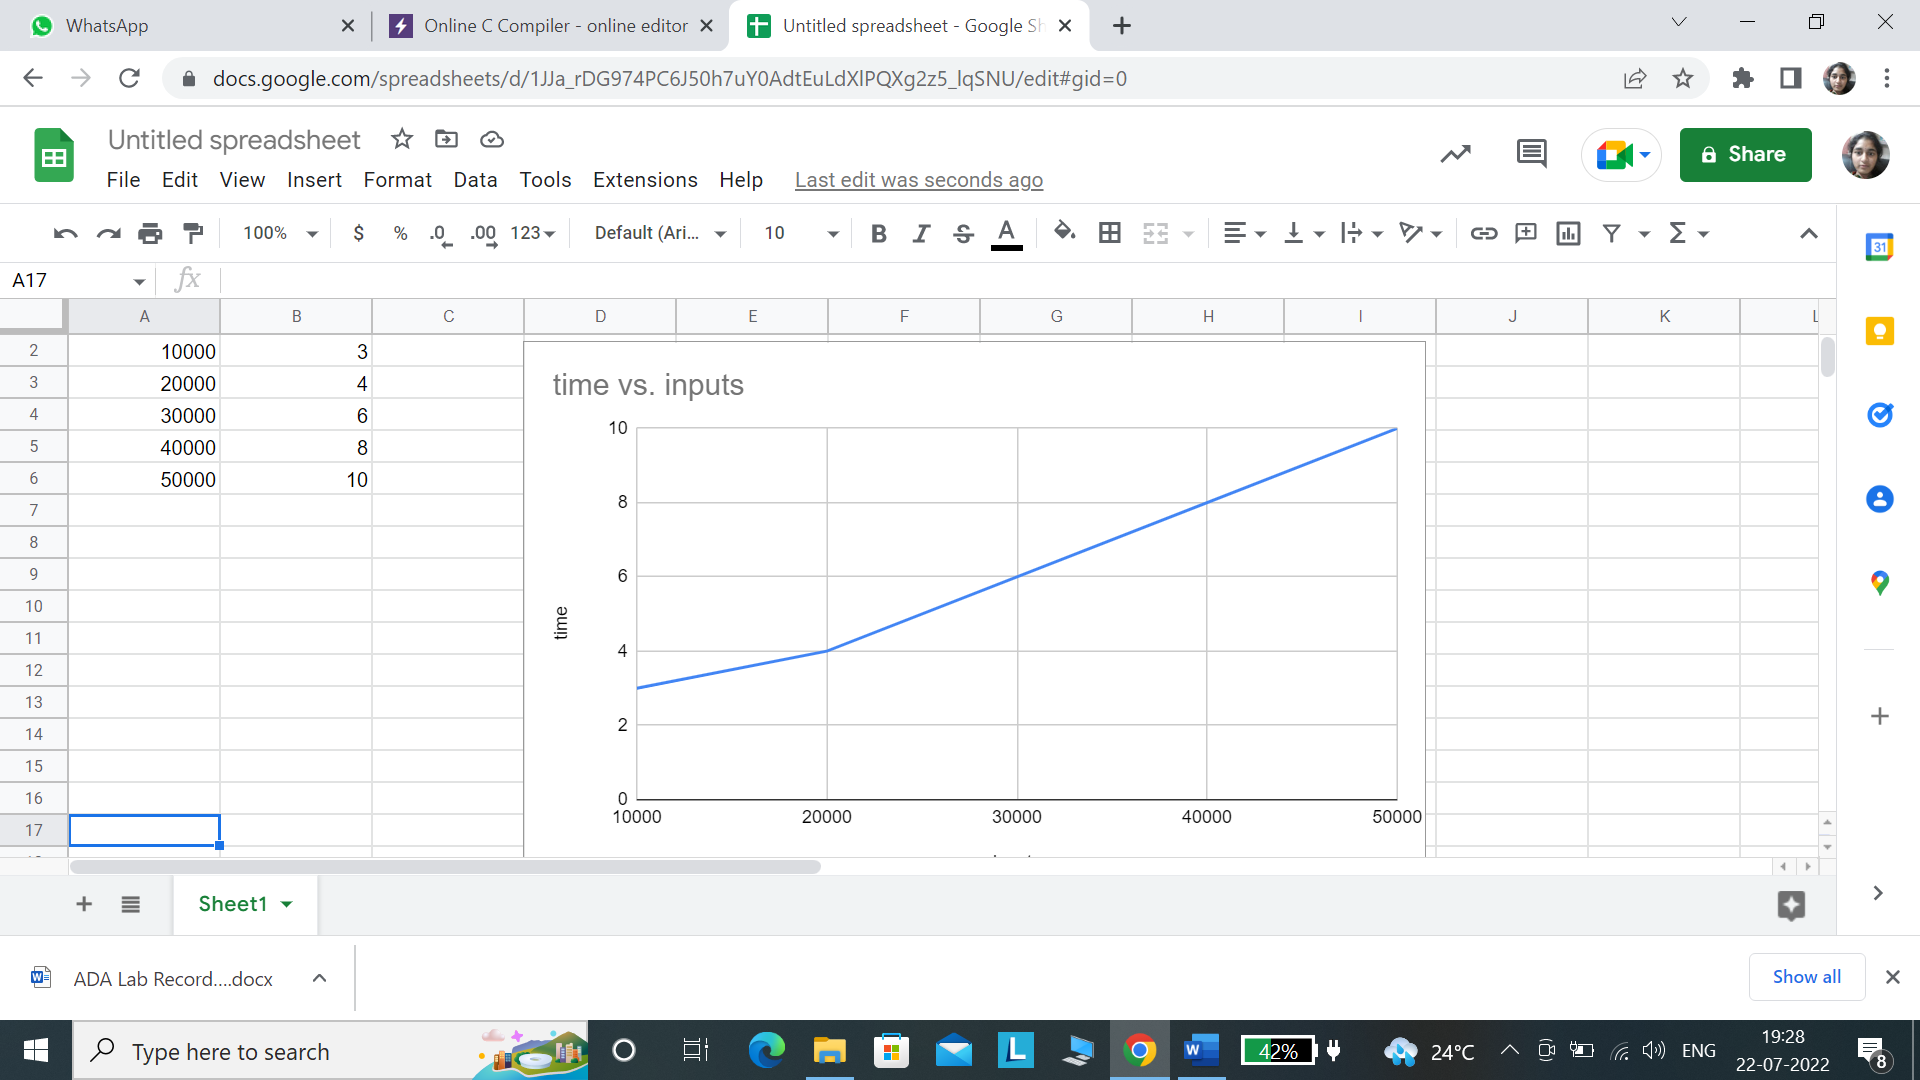 WhatsApp
Online C Compiler - online editor
Untitled spreadsheet - Google Sh
docs.google.com/spreadsheets/d/1JJa_rDG974PC6J50h7uY0AdtEuLdXlPQXg2z5_lqSNU/edit#gid=0
Untitled spreadsheet
File Edit View Insert Format Data Tools Extensions Help Last edit was seconds ago
Share
100% $ % .0 .00 123 Default (Ari... 10 B I S A
31
A17 fx
A B C D E F G H I J K L
2 10000 3
3 20000 4
4 30000 6
5 40000 8
6 50000 10
7
8
9
10
11
12
13
14
15
16
17
time vs. inputs
10
8
6
4
2
0
time
10000 20000 30000 40000 50000
Sheet1
ADA Lab Record....docx
Show all
Type here to search
L
W
42%
24°C
ENG
19:28
22-07-2022
8